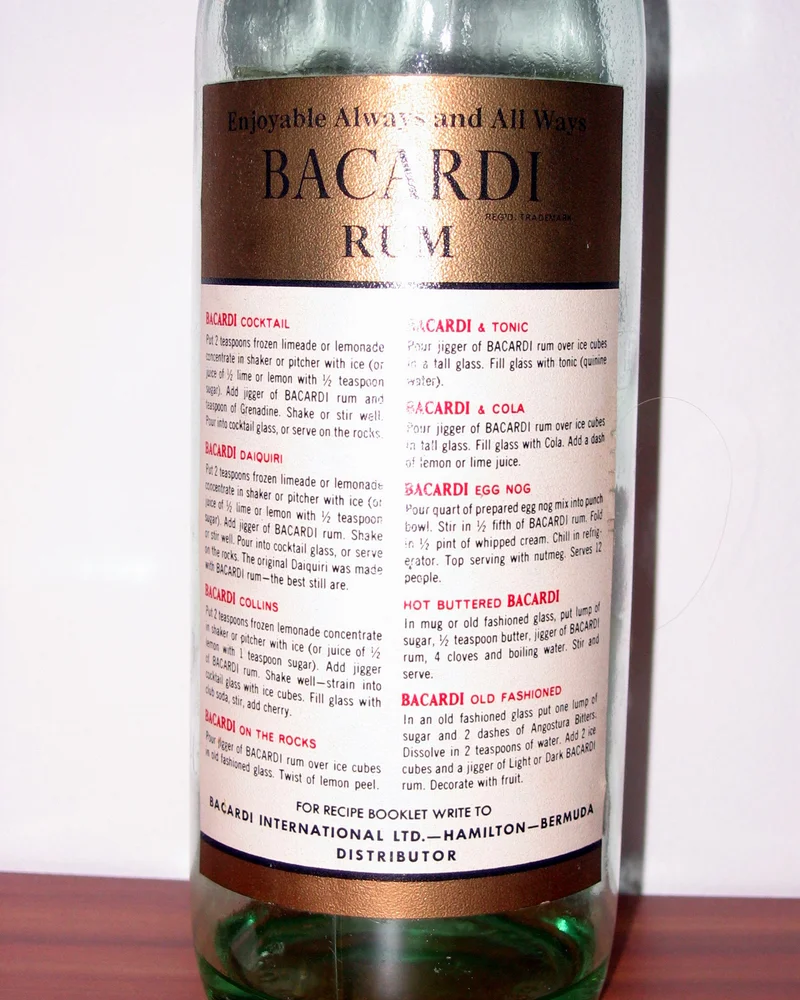 Enjoyable Always and All Ways
BACARDI
REG'D. TRADEMARK
RUM
BACARDI COCKTAIL
Put 2 teaspoons frozen limeade or lemonade
concentrate in shaker or pitcher with ice (or
juice of ½ lime or lemon with ½ teaspoon
sugar). Add jigger of BACARDI rum and
teaspoon of Grenadine. Shake or stir well.
Pour into cocktail glass, or serve on the rocks.
BACARDI DAIQUIRI
Put 2 teaspoons frozen limeade or lemonade
concentrate in shaker or pitcher with ice (or
juice of ½ lime or lemon with ½ teaspoon
sugar). Add jigger of BACARDI rum. Shake
or stir well. Pour into cocktail glass, or serve
on the rocks. The original Daiquiri was made
with BACARDI rum—the best still are.
BACARDI COLLINS
Put 2 teaspoons frozen lemonade concentrate
in shaker or pitcher with ice (or juice of ½
lemon with 1 teaspoon sugar). Add jigger
of BACARDI rum. Shake well—strain into
cocktail glass with ice cubes. Fill glass with
club soda, stir, add cherry.
BACARDI ON THE ROCKS
Pour jigger of BACARDI rum over ice cubes
in old fashioned glass. Twist of lemon peel.
BACARDI & TONIC
Pour jigger of BACARDI rum over ice cubes
in a tall glass. Fill glass with tonic (quinine
water).
BACARDI & COLA
Pour jigger of BACARDI rum over ice cubes
in tall glass. Fill glass with Cola. Add a dash
of lemon or lime juice.
BACARDI EGG NOG
Pour quart of prepared egg nog mix into punch
bowl. Stir in ½ fifth of BACARDI rum. Fold
in ½ pint of whipped cream. Chill in refrig-
erator. Top serving with nutmeg. Serves 12
people.
HOT BUTTERED BACARDI
In mug or old fashioned glass, put lump of
sugar, ½ teaspoon butter, jigger of BACARDI
rum, 4 cloves and boiling water. Stir and
serve.
BACARDI OLD FASHIONED
In an old fashioned glass put one lump of
sugar and 2 dashes of Angostura Bitters.
Dissolve in 2 teaspoons of water. Add 2 ice
cubes and a jigger of Light or Dark BACARDI
rum. Decorate with fruit.
FOR RECIPE BOOKLET WRITE TO
BACARDI INTERNATIONAL LTD.—HAMILTON—BERMUDA
DISTRIBUTOR